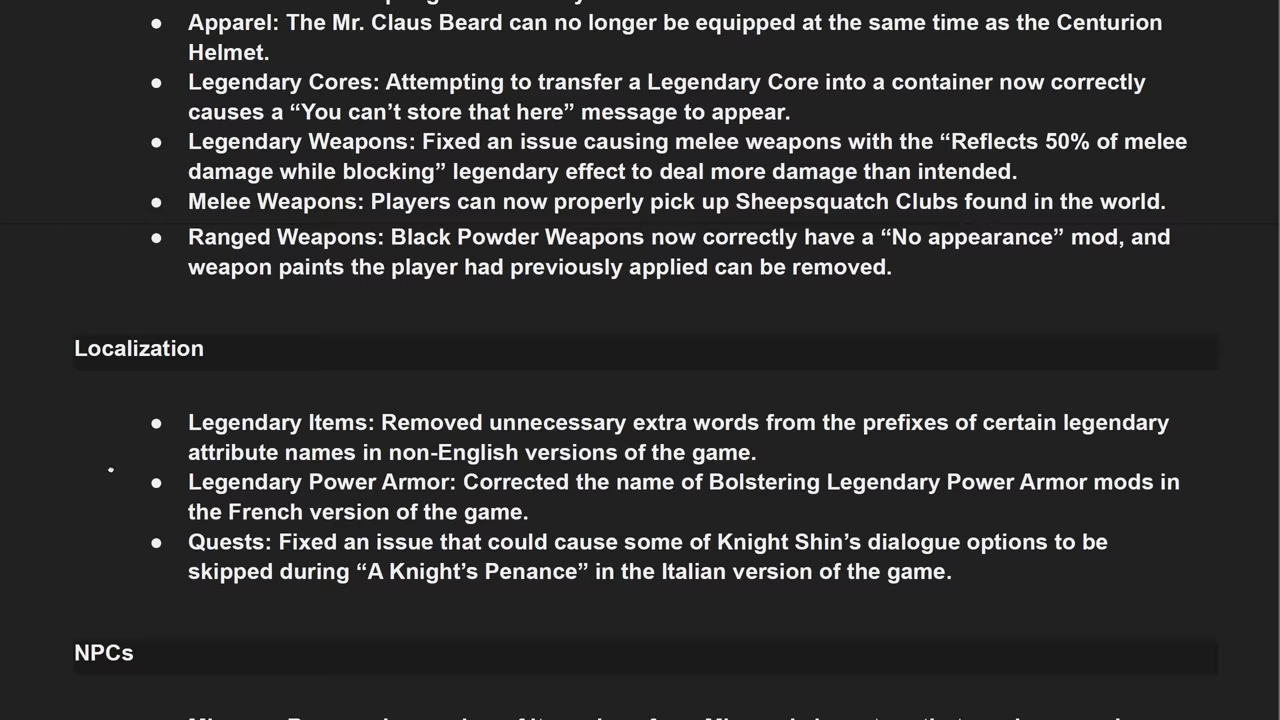 ● Apparel: The Mr. Claus Beard can no longer be equipped at the same time as the Centurion
Helmet.
● Legendary Cores: Attempting to transfer a Legendary Core into a container now correctly
causes a “You can’t store that here” message to appear.
● Legendary Weapons: Fixed an issue causing melee weapons with the “Reflects 50% of melee
damage while blocking” legendary effect to deal more damage than intended.
● Melee Weapons: Players can now properly pick up Sheepsquatch Clubs found in the world.
● Ranged Weapons: Black Powder Weapons now correctly have a “No appearance” mod, and
weapon paints the player had previously applied can be removed.
Localization
● Legendary Items: Removed unnecessary extra words from the prefixes of certain legendary
attribute names in non-English versions of the game.
● Legendary Power Armor: Corrected the name of Bolstering Legendary Power Armor mods in
the French version of the game.
● Quests: Fixed an issue that could cause some of Knight Shin’s dialogue options to be
skipped during “A Knight’s Penance” in the Italian version of the game.
NPCs